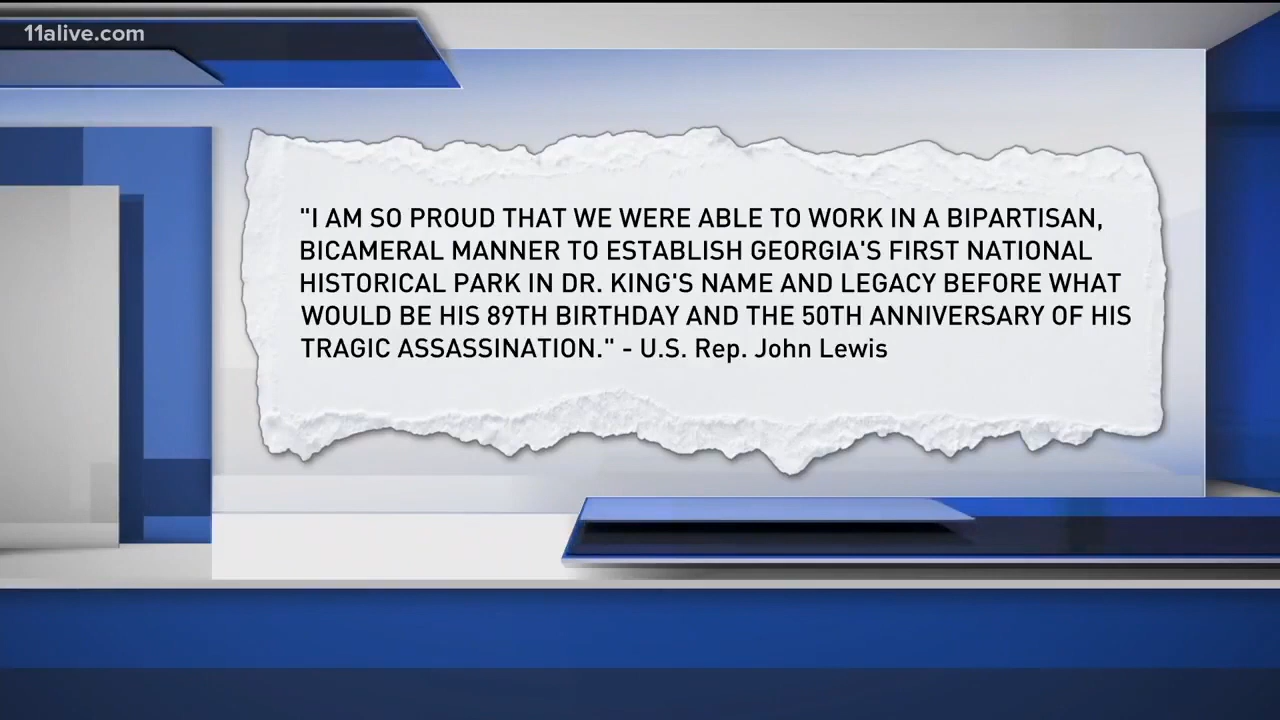 11alive.com
"I AM SO PROUD THAT WE WERE ABLE TO WORK IN A BIPARTISAN,
BICAMERAL MANNER TO ESTABLISH GEORGIA'S FIRST NATIONAL
HISTORICAL PARK IN DR. KING'S NAME AND LEGACY BEFORE WHAT
WOULD BE HIS 89TH BIRTHDAY AND THE 50TH ANNIVERSARY OF HIS
TRAGIC ASSASSINATION." - U.S. Rep. John Lewis